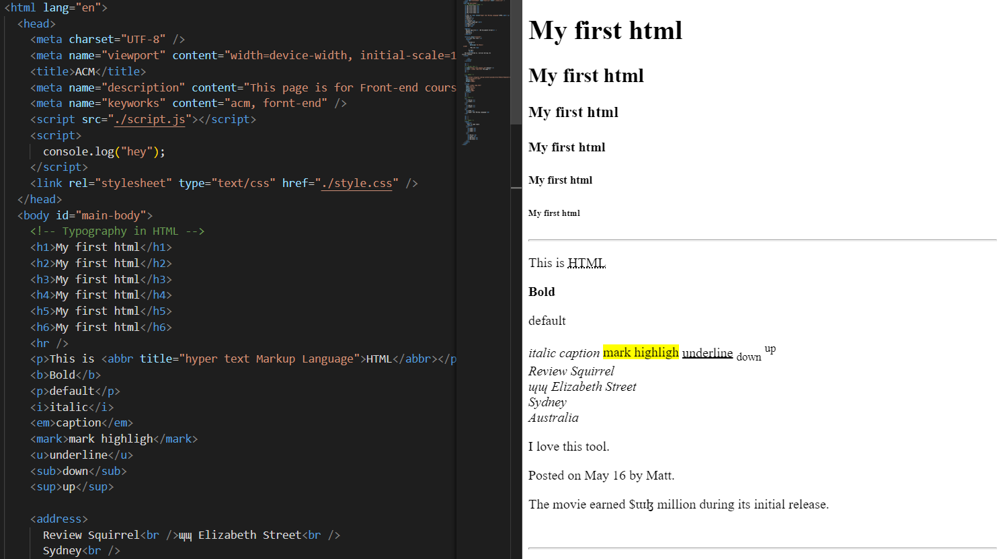 <html lang="en">
<head>
<meta charset="UTF-8" />
<meta name="viewport" content="width=device-width, initial-scale=1
<title>ACM</title>
<meta name="description" content="This page is for Front-end cours
<meta name="keyworks" content="acm, fornt-end" />
<script src="./script.js"></script>
<script>
console.log("hey");
</script>
<link rel="stylesheet" type="text/css" href="./style.css" />
</head>
<body id="main-body">
<!-- Typography in HTML -->
<h1>My first html</h1>
<h2>My first html</h2>
<h3>My first html</h3>
<h4>My first html</h4>
<h5>My first html</h5>
<h6>My first html</h6>
<hr />
<p>This is <abbr title="hyper text Markup Language">HTML</abbr></p
<b>Bold</b>
<p>default</p>
<i>italic</i>
<em>caption</em>
<mark>mark highligh</mark>
<u>underline</u>
<sub>down</sub>
<sup>up</sup>
<address>
Review Squirrel<br />ɰɰ Elizabeth Street<br />
Sydney<br />
My first html
My first html
My first html
My first html
My first html
My first html
This is HTML
Bold
default
italic caption mark highligh underline down up
Review Squirrel
ɰɰ Elizabeth Street
Sydney
Australia
I love this tool.
Posted on May 16 by Matt.
The movie earned $ million during its initial release.